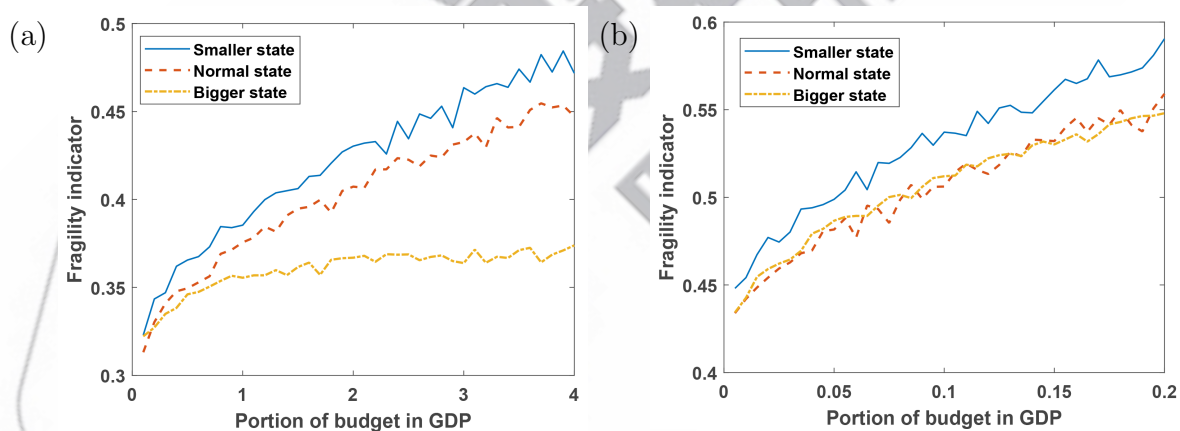 (a)
0.5
0.45
0.4
0.35
0.3
Fragility indicator
Smaller state
Normal state
Bigger state
1
2
3
4
Portion of budget in GDP
(b)
0.6
0.55
0.5
0.45
0.4
Fragility indicator
Smaller state
Normal state
Bigger state
0
0.05
0.1
0.15
0.2
Portion of budget in GDP